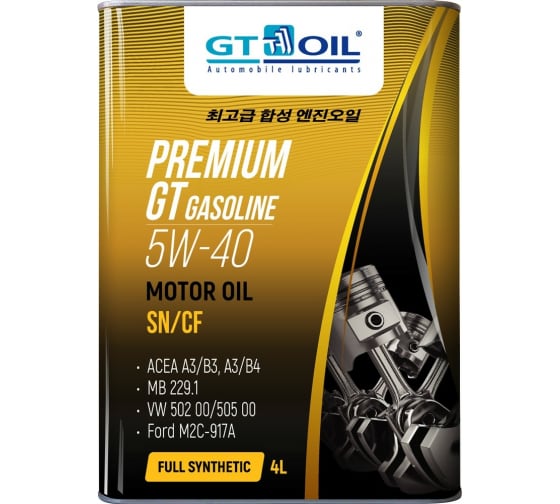 GT OIL®
Automobile lubricants
최고급 합성 엔진오일
PREMIUM
GT GASOLINE
5W-40
MOTOR OIL
SN/CF
• ACEA A3/B3, A3/B4
• MB 229.1
• VW 502 00/505 00
• Ford M2C-917A
FULL SYNTHETIC 4L